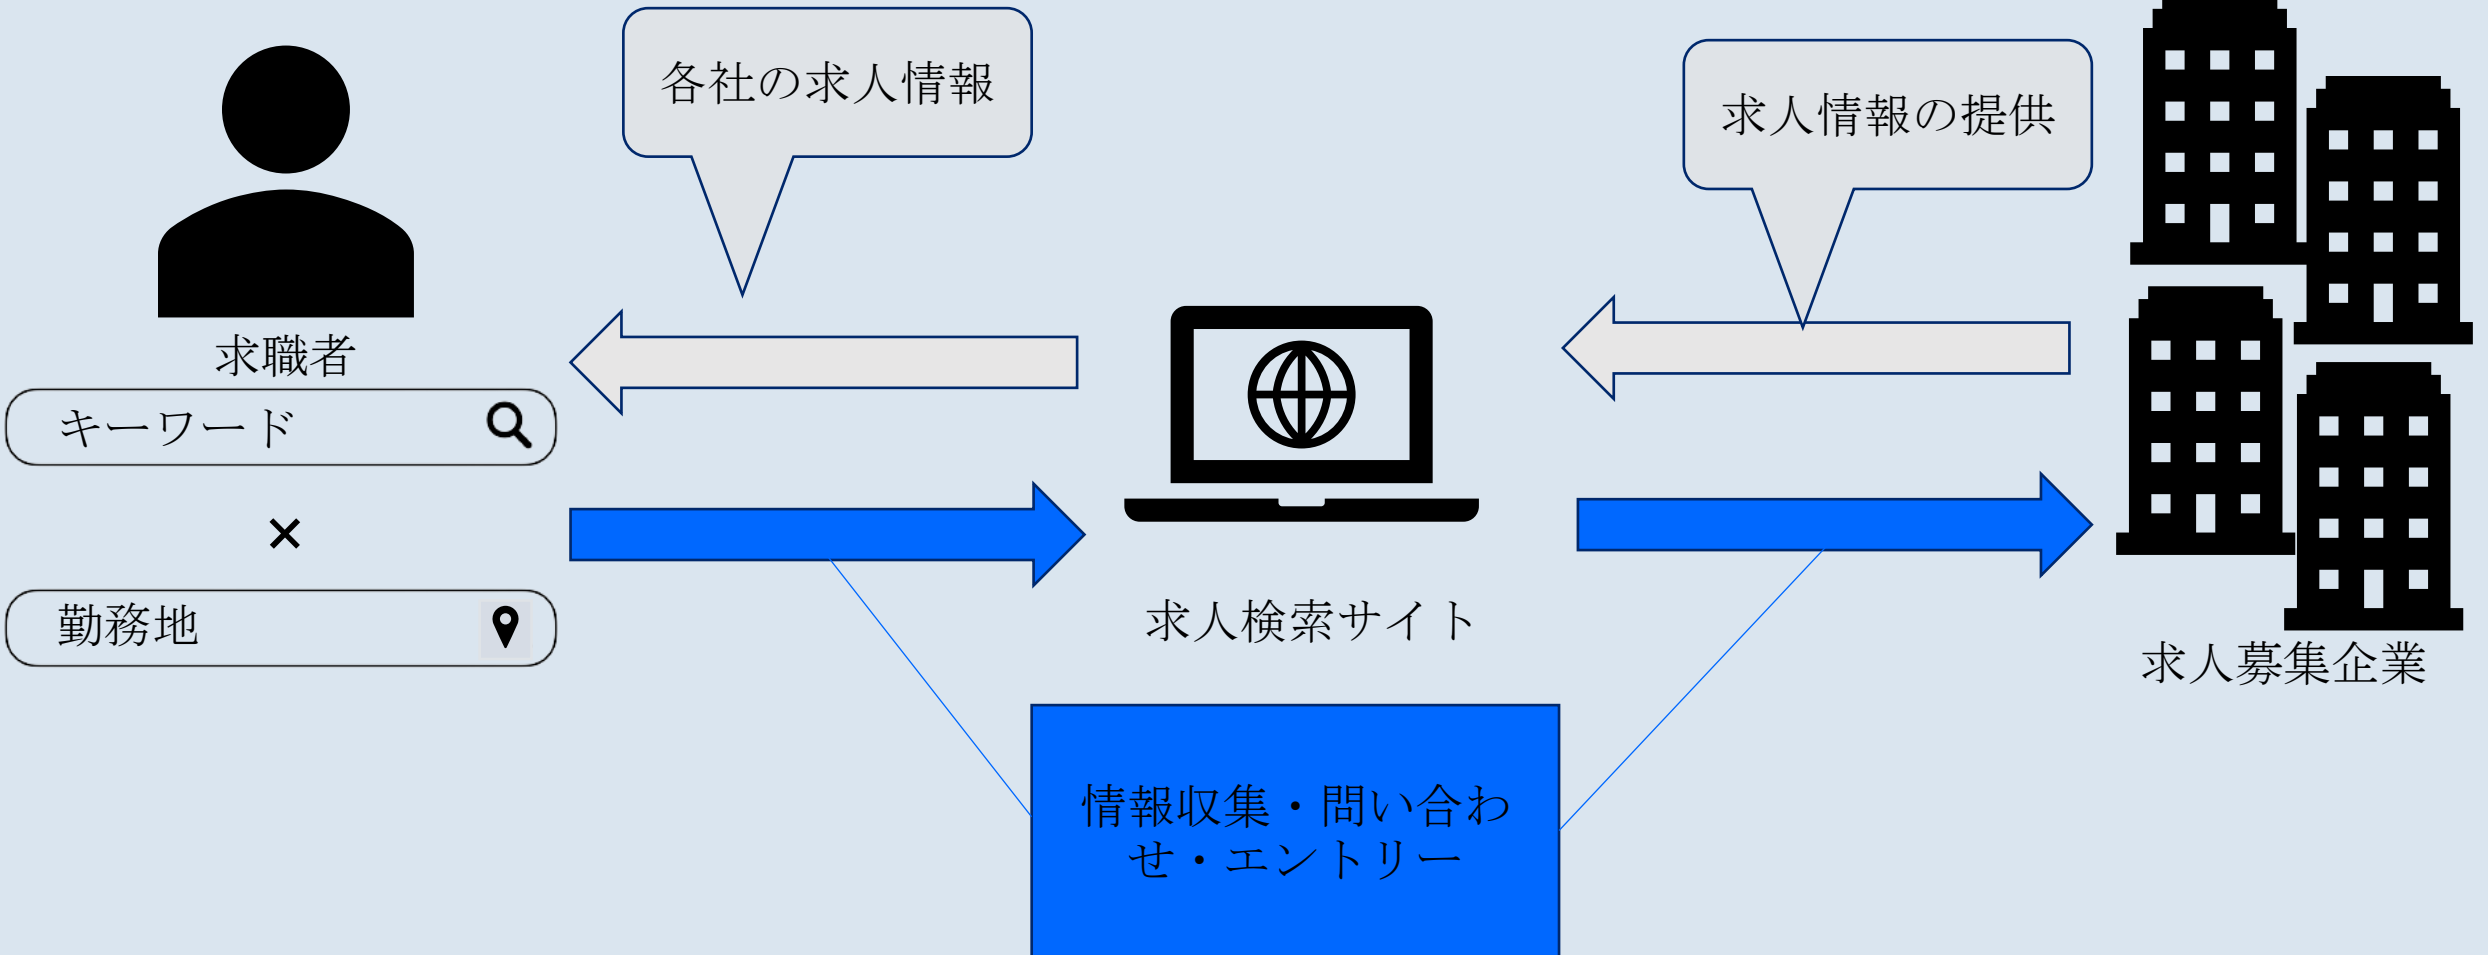 各社の求人情報
求人情報の提供
求職者
キーワード
×
勤務地
求人検索サイト
求人募集企業
情報収集・問い合わ
せ・エントリー